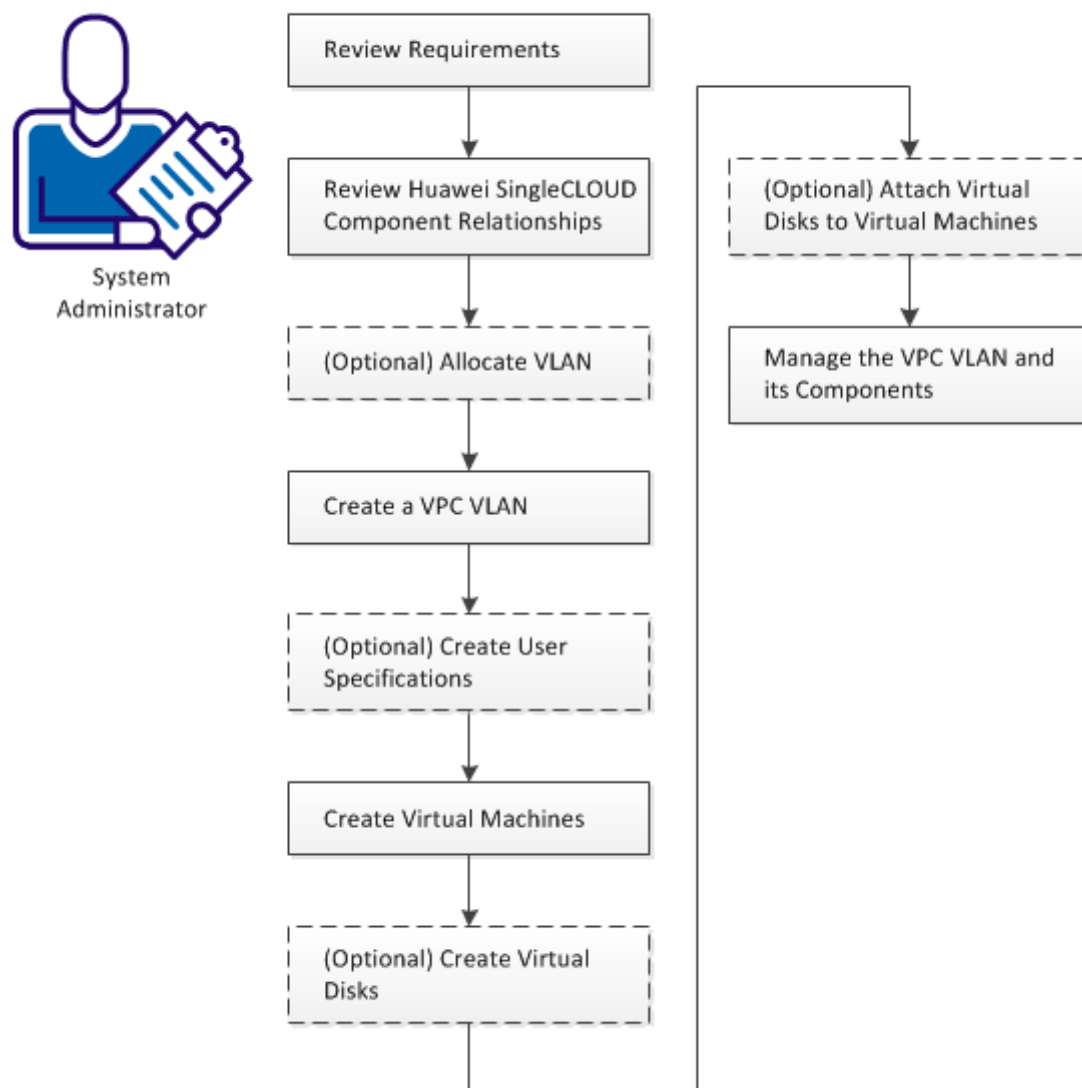 System
Administrator
Review Requirements
Review Huawei SingleCLOUD
Component Relationships
(Optional) Allocate VLAN
Create a VPC VLAN
(Optional) Create User
Specifications
Create Virtual Machines
(Optional) Create Virtual
Disks
(Optional) Attach Virtual
Disks to Virtual Machines
Manage the VPC VLAN and
its Components